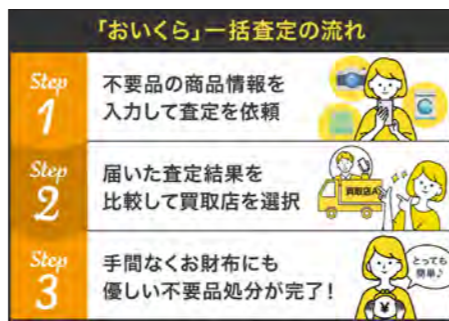 「おいくら」一括査定の流れ
Step
1
不要品の商品情報を
入力して査定を依頼
Step
2
届いた査定結果を
比較して買取店を選択
買取店A
Step
3
手間なくお財布にも
優しい不要品処分が完了!
とっても
簡単♪
¥